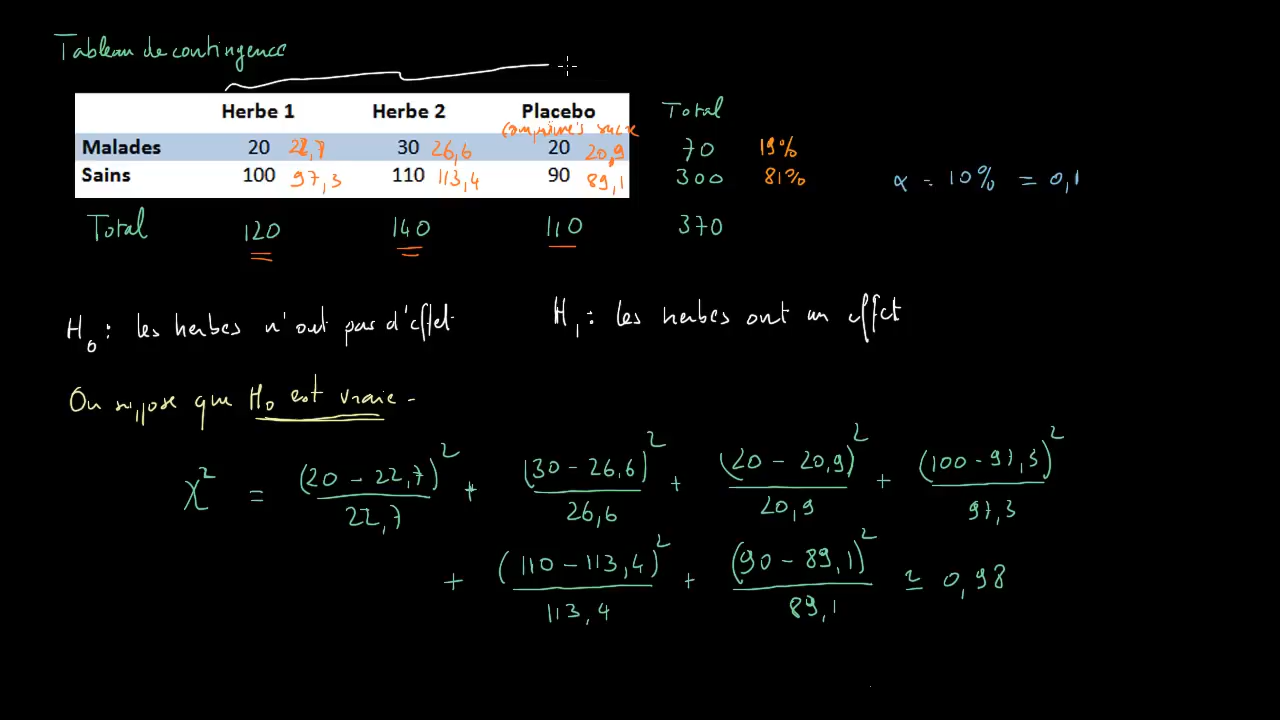 Tableau de contingence
Herbe 1 Herbe 2 Placebo Total
comprimés sucre
Malades 20 22,7 30 26,6 20 20,9 70 19%
Sains 100 97,3 110 113,4 90 89,1 300 81% α = 10% = 0,1
Total 120 140 110 370
H0 : les herbes n'ont pas d'effet H1 : les herbes ont un effet
On suppose que H0 est vraie.
χ² = (20 - 22,7)²/22,7 + (30 - 26,6)²/26,6 + (20 - 20,9)²/20,9 + (100 - 97,3)²/97,3
+ (110 - 113,4)²/113,4 + (90 - 89,1)²/89,1 ≃ 0,98